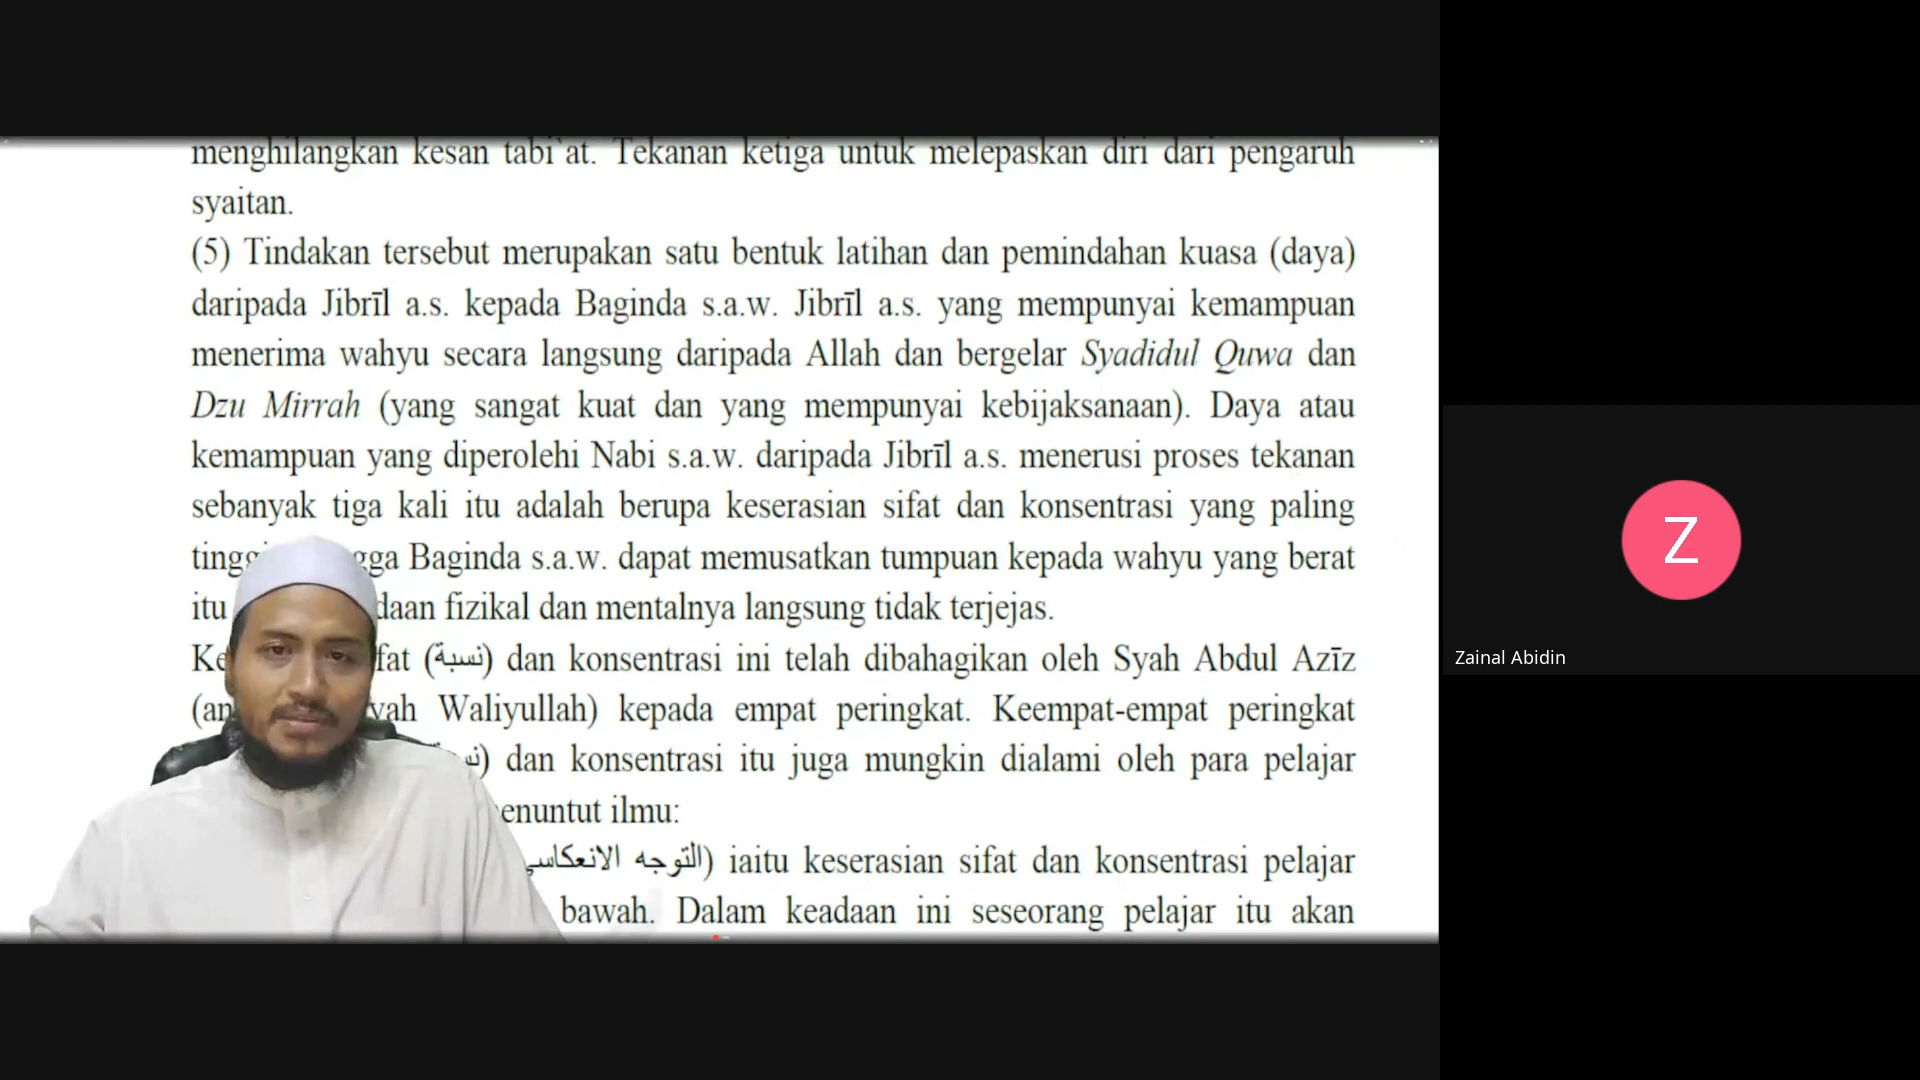 menghilangkan kesan tabi`at. Tekanan ketiga untuk melepaskan diri dari pengaruh
syaitan.
(5) Tindakan tersebut merupakan satu bentuk latihan dan pemindahan kuasa (daya)
daripada Jibrīl a.s. kepada Baginda s.a.w. Jibrīl a.s. yang mempunyai kemampuan
menerima wahyu secara langsung daripada Allah dan bergelar Syadidul Quwa dan
Dzu Mirrah (yang sangat kuat dan yang mempunyai kebijaksanaan). Daya atau
kemampuan yang diperolehi Nabi s.a.w. daripada Jibrīl a.s. menerusi proses tekanan
sebanyak tiga kali itu adalah berupa keserasian sifat dan konsentrasi yang paling
Baginda s.a.w. dapat memusatkan tumpuan kepada wahyu yang berat
itu fizikal dan mentalnya langsung tidak terjejas.
(نسبة) dan konsentrasi ini telah dibahagikan oleh Syah Abdul Azīz
Waliyullah) kepada empat peringkat. Keempat-empat peringkat
dan konsentrasi itu juga mungkin dialami oleh para pelajar
ilmu:
(التوجه الانعكاسي) iaitu keserasian sifat dan konsentrasi pelajar
bawah. Dalam keadaan ini seseorang pelajar itu akan
Z
Zainal Abidin